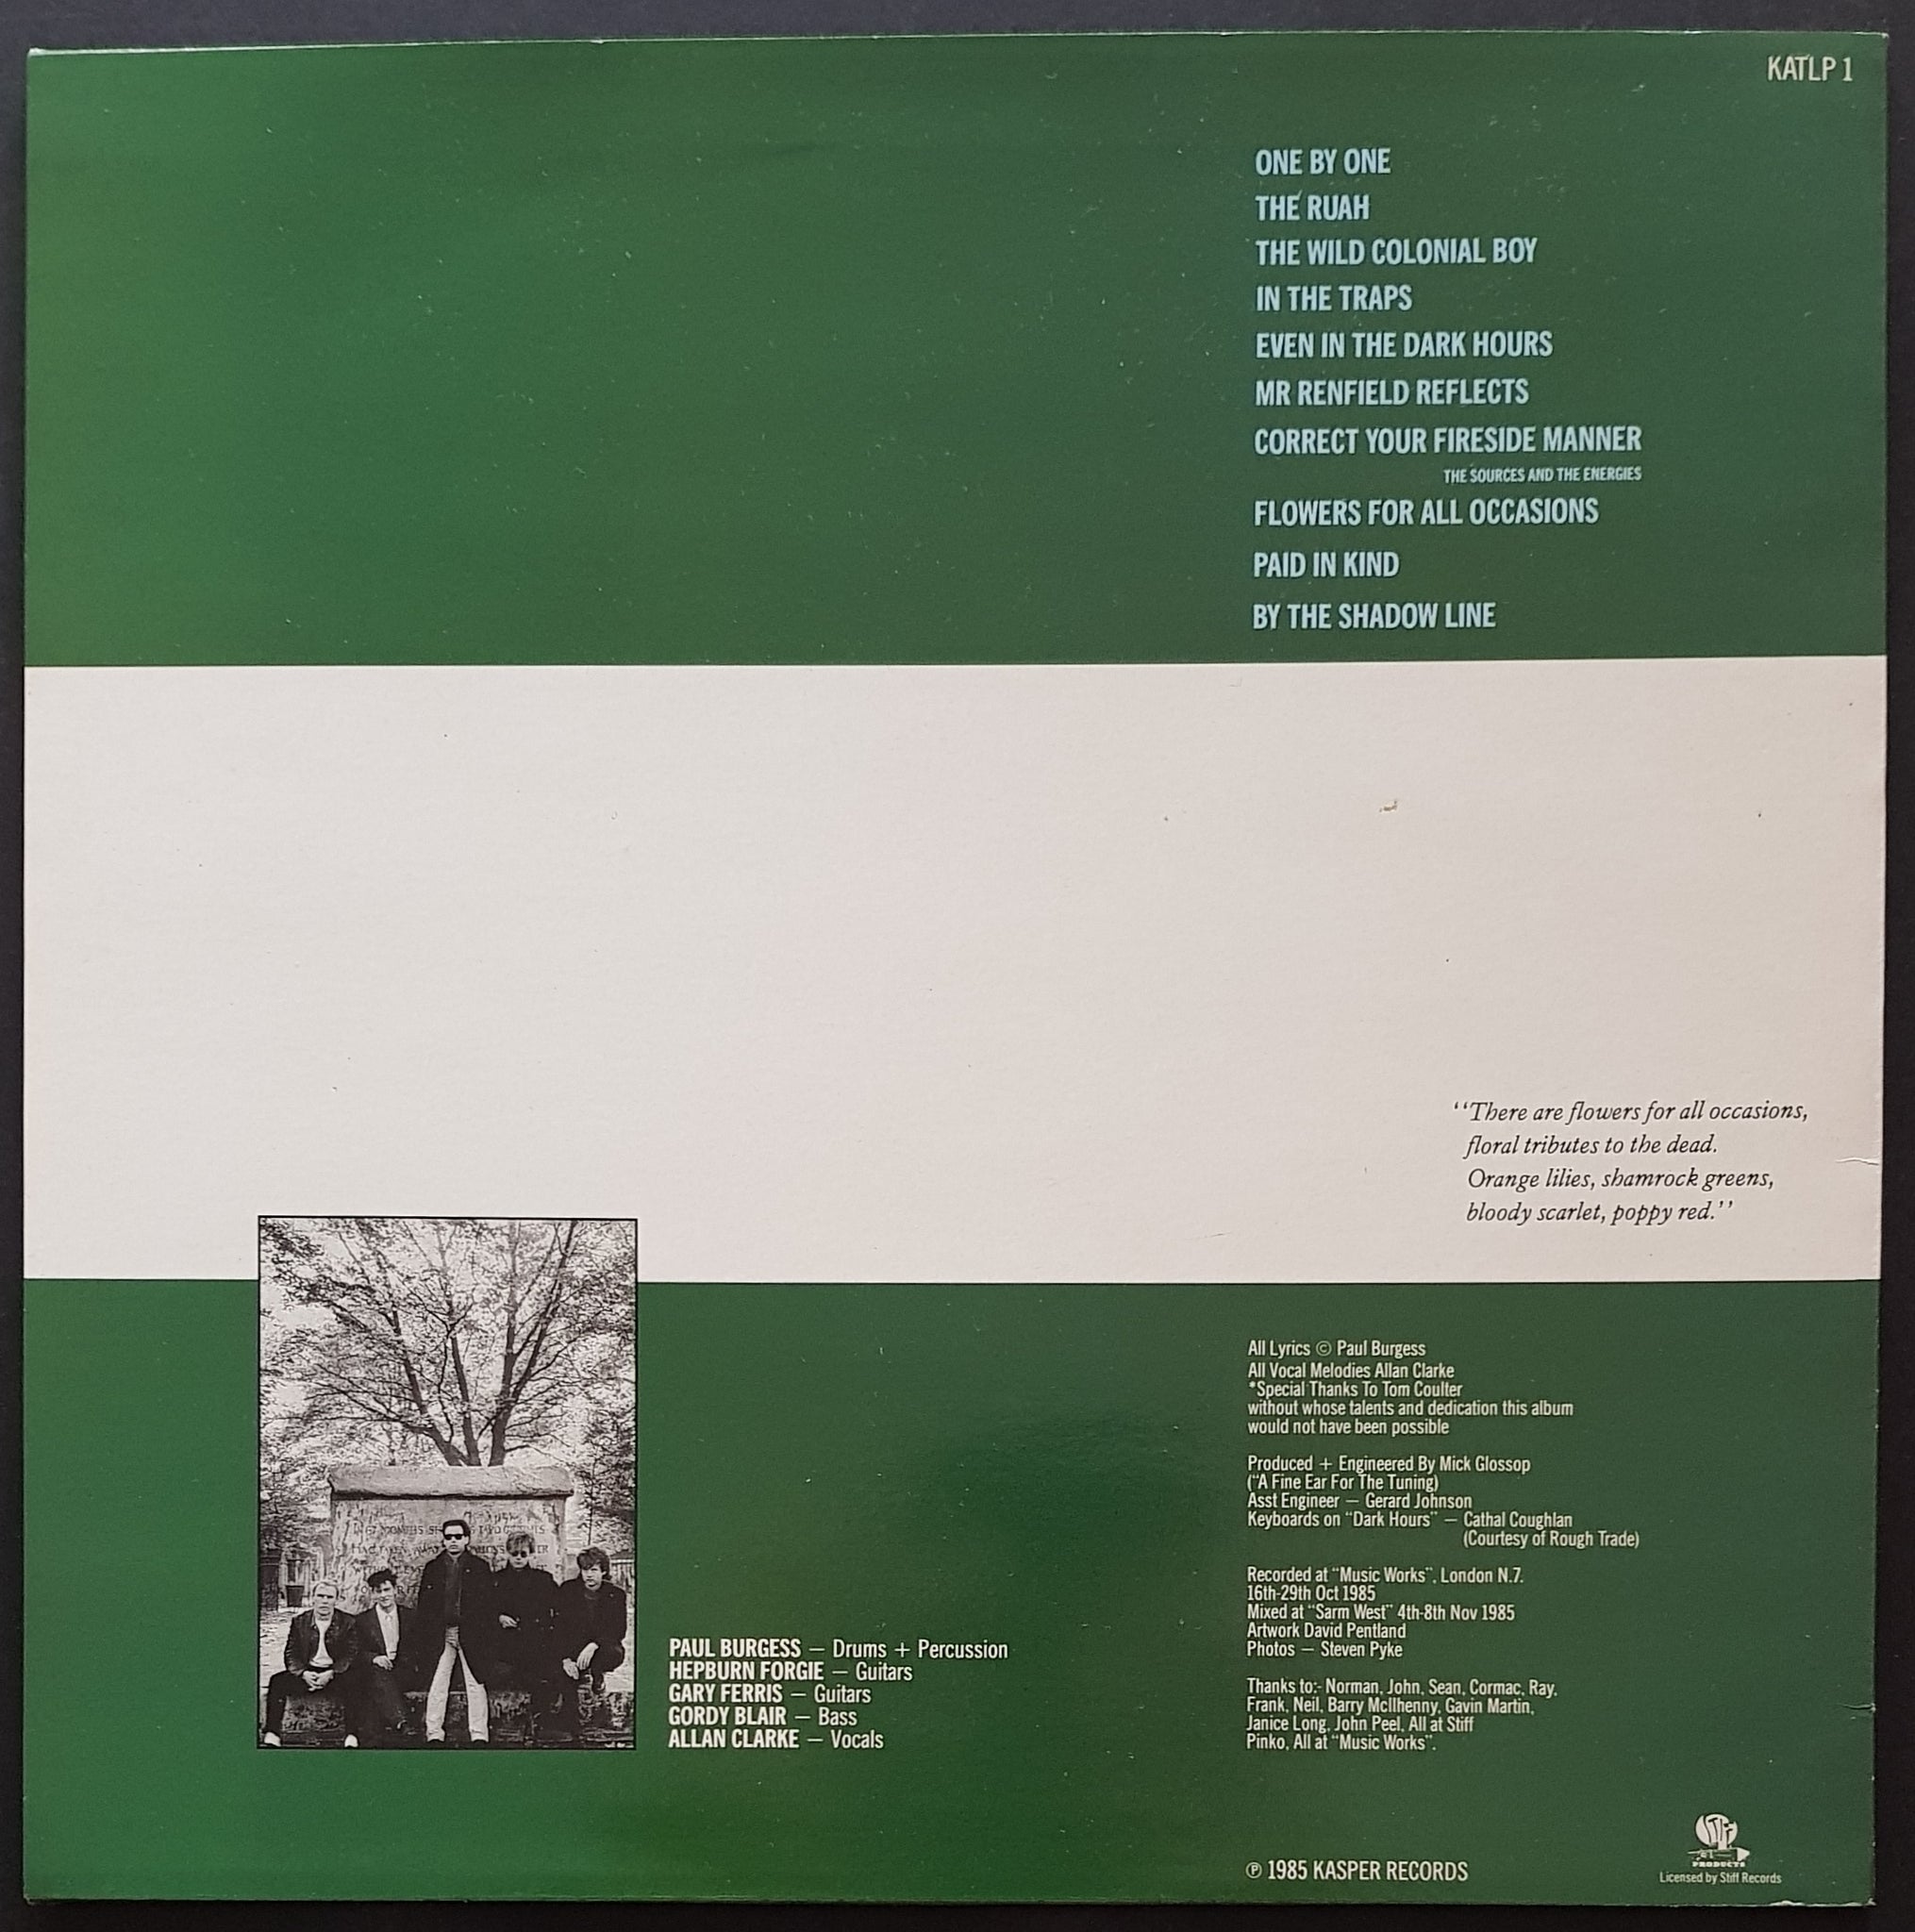 KATLP 1
ONE BY ONE
THE RUAH
THE WILD COLONIAL BOY
IN THE TRAPS
EVEN IN THE DARK HOURS
MR RENFIELD REFLECTS
CORRECT YOUR FIRESIDE MANNER
THE SOURCES AND THE ENERGIES
FLOWERS FOR ALL OCCASIONS
PAID IN KIND
BY THE SHADOW LINE
‘‘There are flowers for all occasions,
floral tributes to the dead.
Orange lilies, shamrock greens,
bloody scarlet, poppy red.’’
PAUL BURGESS — Drums + Percussion
HEPBURN FORGIE — Guitars
GARY FERRIS — Guitars
GORDY BLAIR — Bass
ALLAN CLARKE — Vocals
All Lyrics © Paul Burgess
All Vocal Melodies Allan Clarke
*Special Thanks To Tom Coulter
without whose talents and dedication this album
would not have been possible
Produced + Engineered By Mick Glossop
(“A Fine Ear For The Tuning)
Asst Engineer — Gerard Johnson
Keyboards on “Dark Hours” — Cathal Coughlan
(Courtesy of Rough Trade)
Recorded at “Music Works”, London N.7.
16th-29th Oct 1985
Mixed at “Sarm West” 4th-8th Nov 1985
Artwork David Pentland
Photos — Steven Pyke
Thanks to:- Norman, John, Sean, Cormac, Ray,
Frank, Neil, Barry McIlhenny, Gavin Martin,
Janice Long, John Peel, All at Stiff
Pinko, All at “Music Works”.
℗ 1985 KASPER RECORDS
STIFF
PRODUCTS
Licensed by Stiff Records